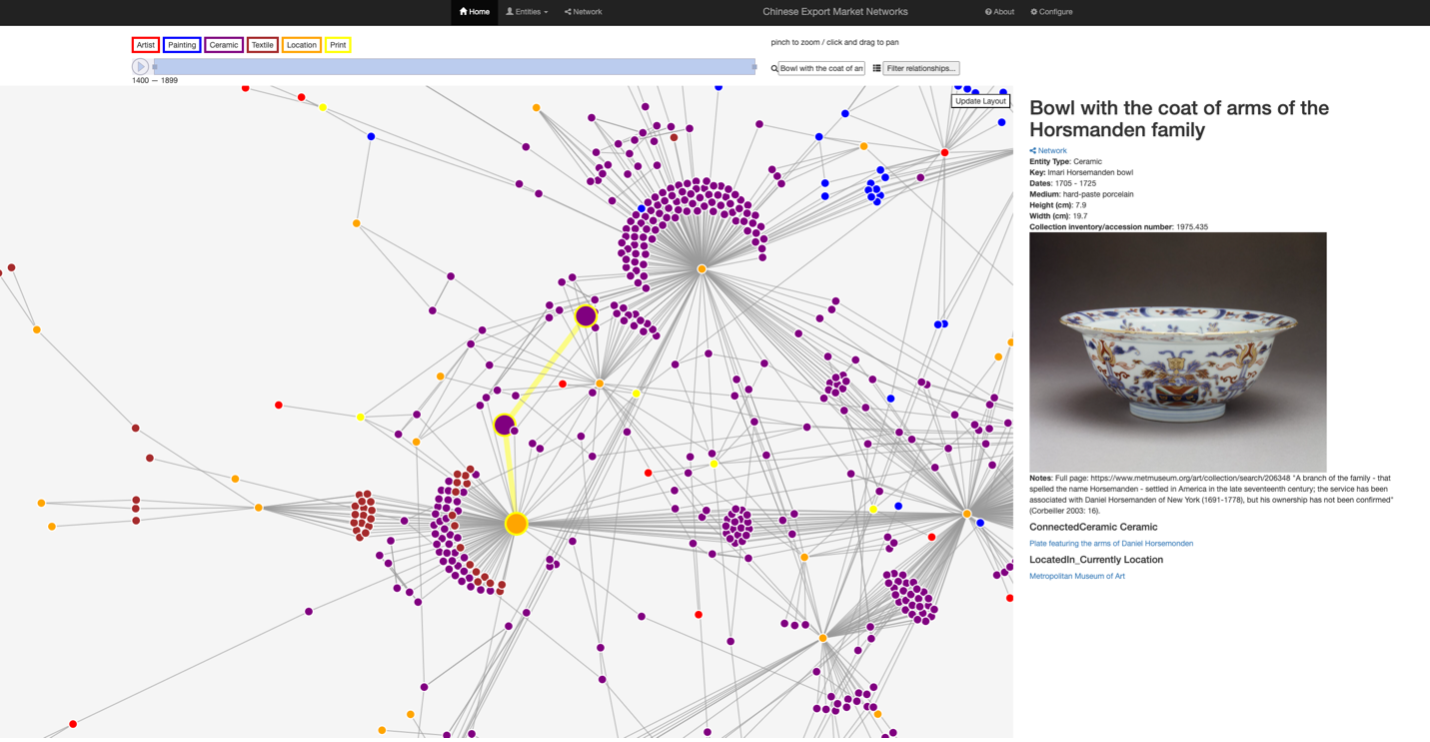 Home
Entities
Network
Chinese Export Market Networks
About
Configure
Artist
Painting
Ceramic
Textile
Location
Print
1400 — 1899
pinch to zoom / click and drag to pan
Bowl with the coat of an
Filter relationships...
Update Layout
Bowl with the coat of arms of the
Horsmanden family
Network
Entity Type: Ceramic
Key: Imari Horsemanden bowl
Dates: 1705 - 1725
Medium: hard-paste porcelain
Height (cm): 7.9
Width (cm): 19.7
Collection inventory/accession number: 1975.435
Notes: Full page: https://www.metmuseum.org/art/collection/search/206348 "A branch of the family - that
spelled the name Horsemanden - settled in America in the late seventeenth century; the service has been
associated with Daniel Horsemanden of New York (1691-1778), but his ownership has not been confirmed"
(Corbeiller 2003: 16).
ConnectedCeramic Ceramic
Plate featuring the arms of Daniel Horsemonden
LocatedIn_Currently Location
Metropolitan Museum of Art